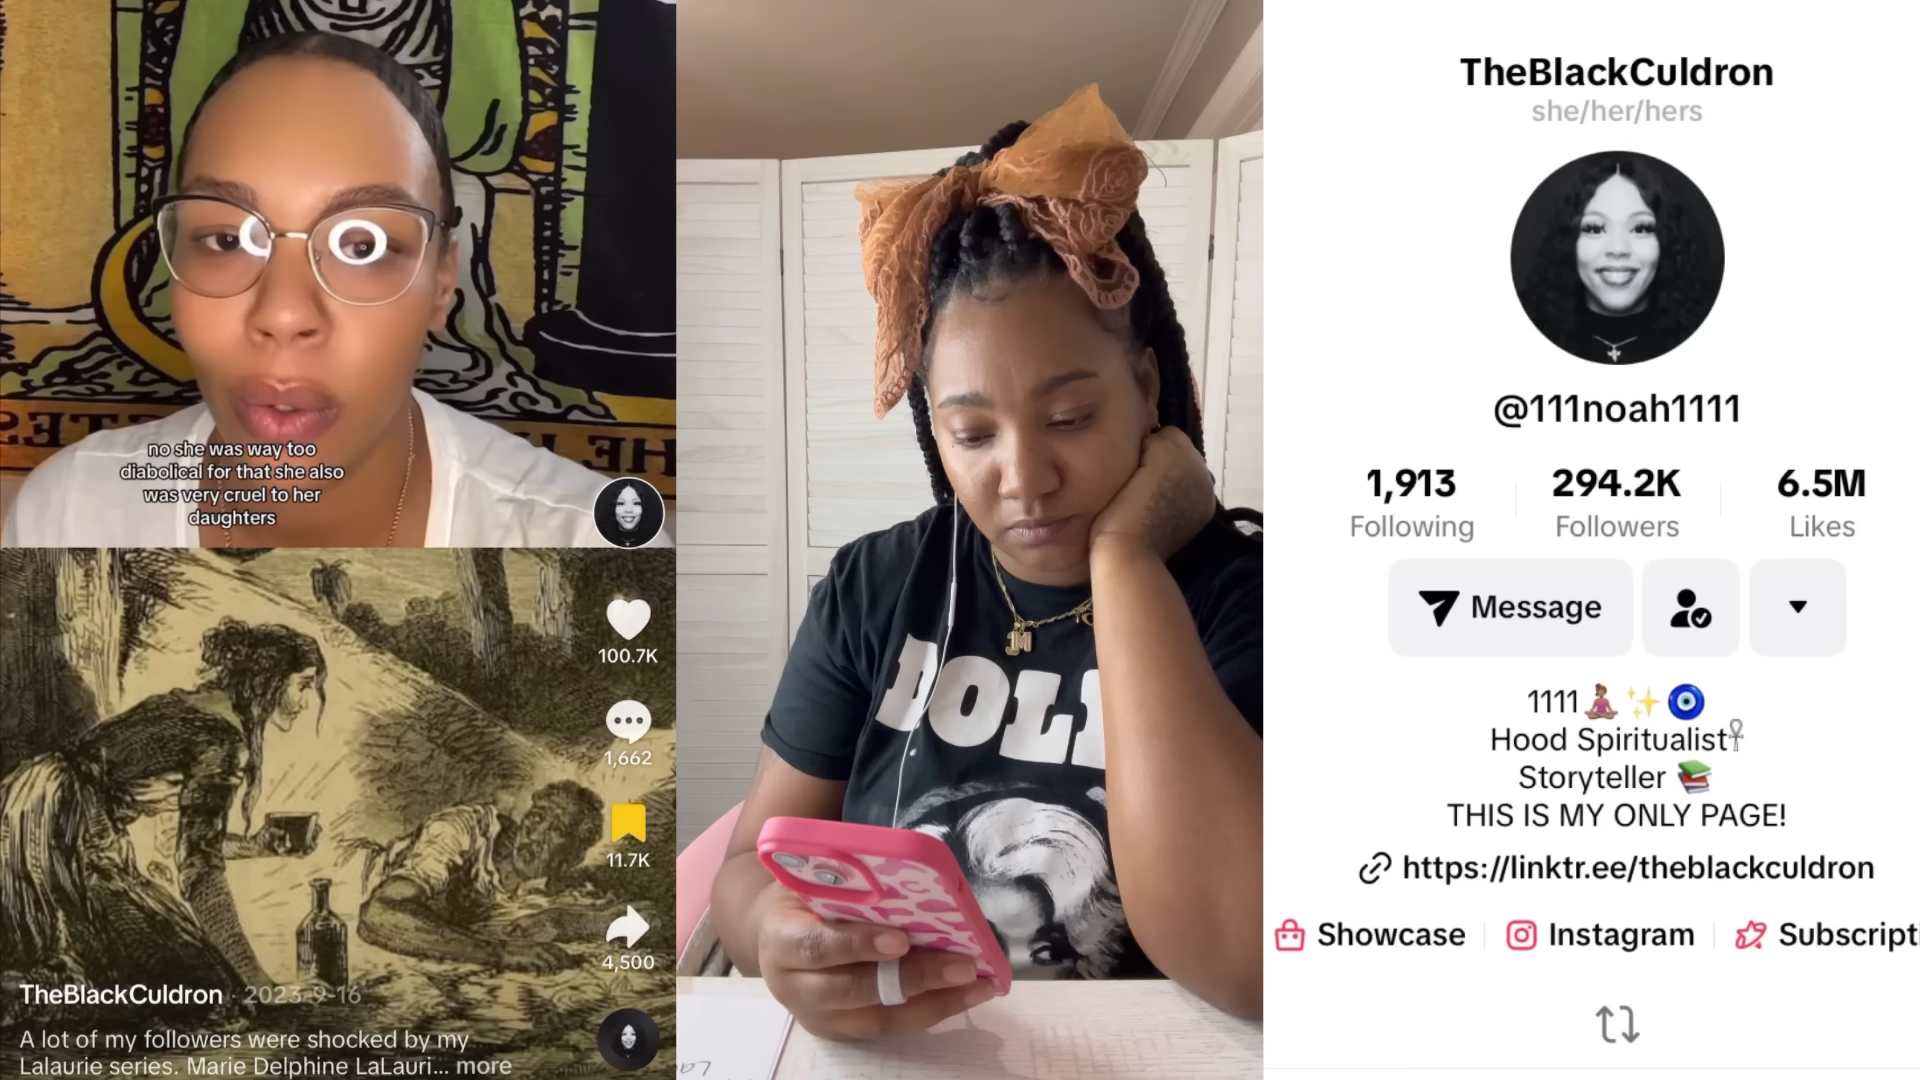 no she was way too
diabolical for that she also
was very cruel to her
daughters
100.7K
1,662
11.7K
4,500
TheBlackCuldron · 2023-9-16
A lot of my followers were shocked by my
Lalaurie series. Marie Delphine LaLauri... more
DOLL
JM
TheBlackCuldron
she/her/hers
@111noah1111
1,913
Following
294.2K
Followers
6.5M
Likes
Message
1111
Hood Spiritualist
Storyteller
THIS IS MY ONLY PAGE!
https://linktr.ee/theblackculdron
Showcase
Instagram
Subscripti